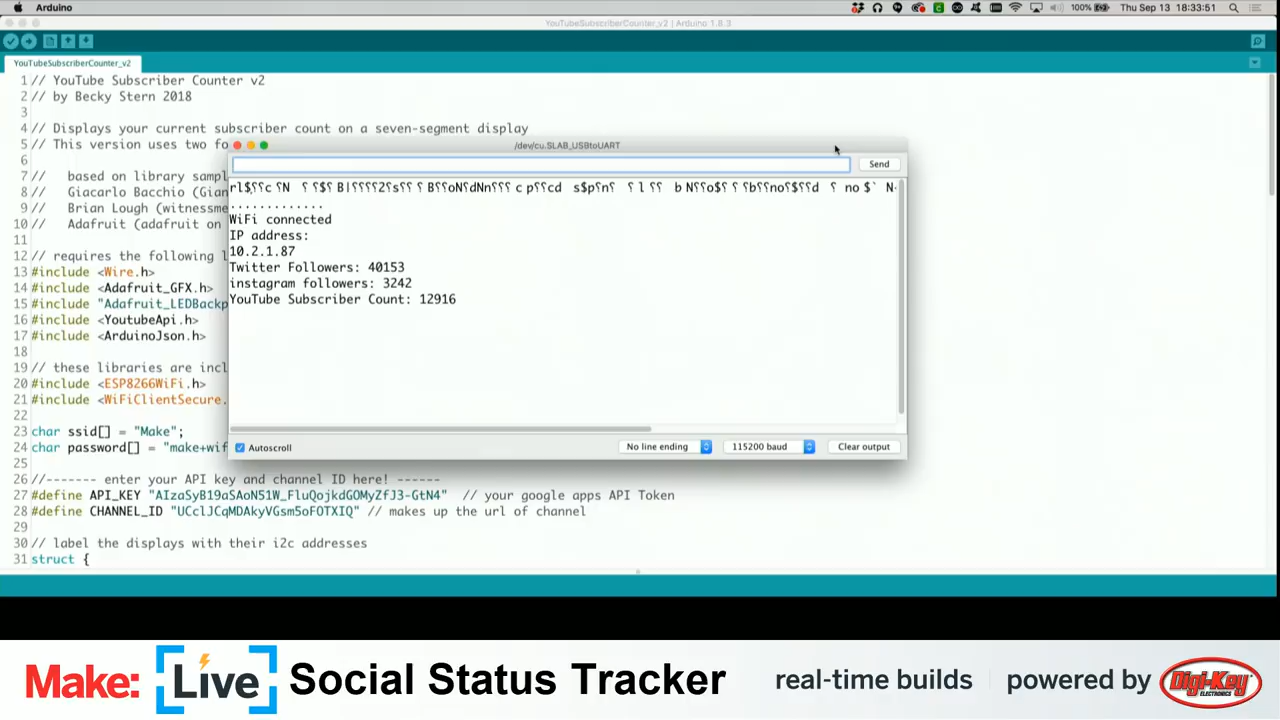 Arduino
100%
Thu Sep 13 18:33:51
YouTubeSubscriberCounter_v2 | Arduino 1.8.3
YouTubeSubscriberCounter_v2
1 // YouTube Subscriber Counter v2
2 // by Becky Stern 2018
3
4 // Displays your current subscriber count on a seven-segment display
5 // This version uses two fo
6
7 // based on library samp
8 // Giacarlo Bacchio (Gian
9 // Brian Lough (witnessme
10 // Adafruit (adafruit on
11
12 // requires the following l
13 #include <Wire.h>
14 #include <Adafruit_GFX.h>
15 #include "Adafruit_LEDBackp
16 #include <YoutubeApi.h>
17 #include <ArduinoJson.h>
18
19 // these libraries are incl
20 #include <ESP8266WiFi.h>
21 #include <WiFiClientSecure.
22
23 char ssid[] = "Make";
24 char password[] = "make+wif
25
26 //------- enter your API key and channel ID here! ------
27 #define API_KEY "AIzaSyB19aSAoN51W_FluQojkdGOMyZfJ3-GtN4" // your google apps API Token
28 #define CHANNEL_ID "UCclJCqMDAkyVGsm5oFOTXIQ" // makes up the url of channel
29
30 // label the displays with their i2c addresses
31 struct {
/dev/cu.SLAB_USBtoUART
Send
.............
WiFi connected
IP address:
10.2.1.87
Twitter Followers: 40153
instagram followers: 3242
YouTube Subscriber Count: 12916
Autoscroll
No line ending
115200 baud
Clear output
Make: Live Social Status Tracker
real-time builds
powered by Digi-Key
ELECTRONICS